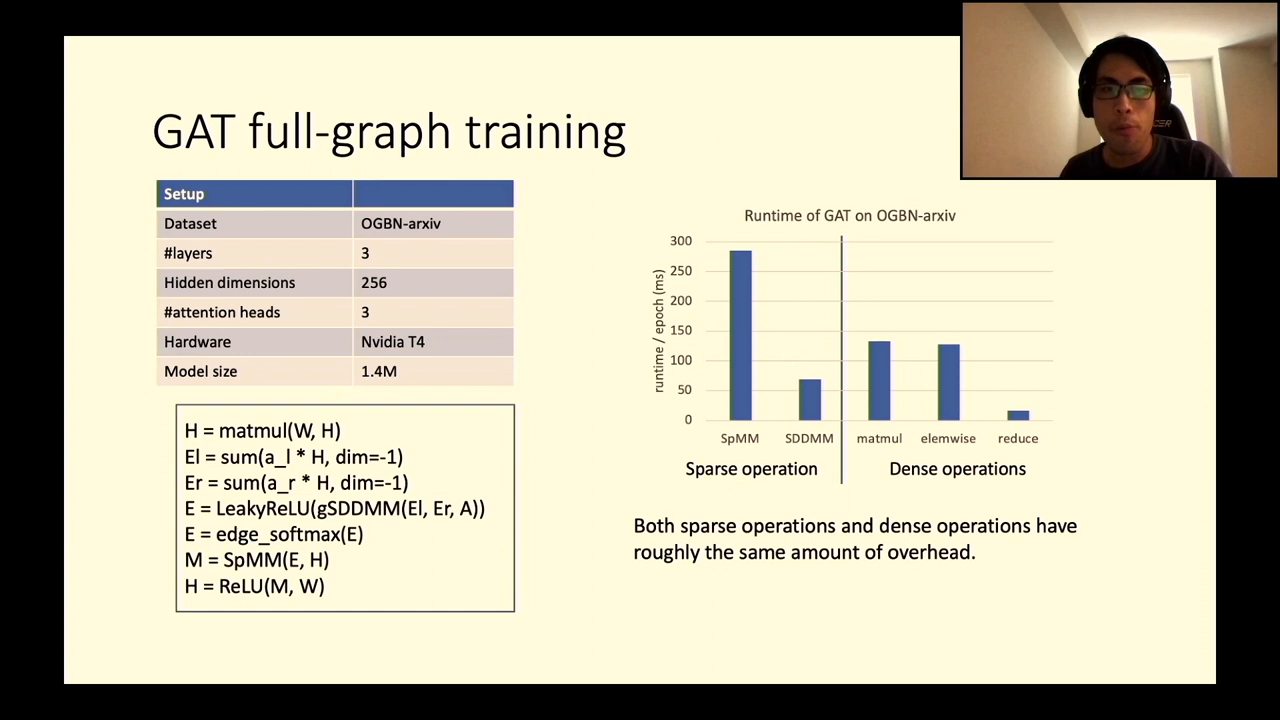 GAT full-graph training
Setup
Dataset OGBN-arxiv
#layers 3
Hidden dimensions 256
#attention heads 3
Hardware Nvidia T4
Model size 1.4M
H = matmul(W, H)
El = sum(a_l * H, dim=-1)
Er = sum(a_r * H, dim=-1)
E = LeakyReLU(gSDDMM(El, Er, A))
E = edge_softmax(E)
M = SpMM(E, H)
H = ReLU(M, W)
Runtime of GAT on OGBN-arxiv
runtime / epoch (ms)
300
250
200
150
100
50
0
SpMM SDDMM matmul elemwise reduce
Sparse operation Dense operations
Both sparse operations and dense operations have
roughly the same amount of overhead.